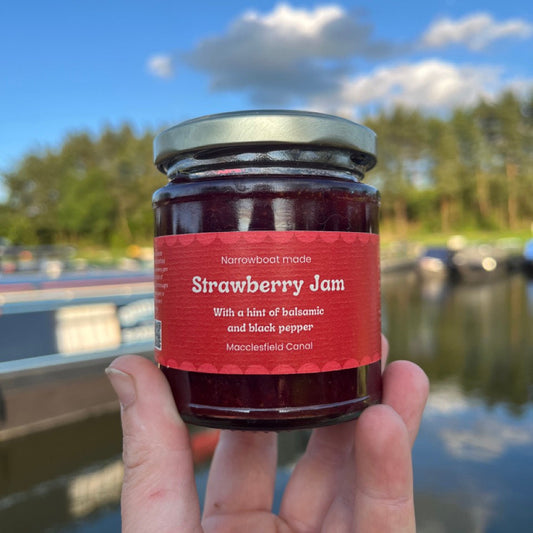 Narrowboat made
Strawberry Jam
With a hint of balsamic
and black pepper
Macclesfield Canal